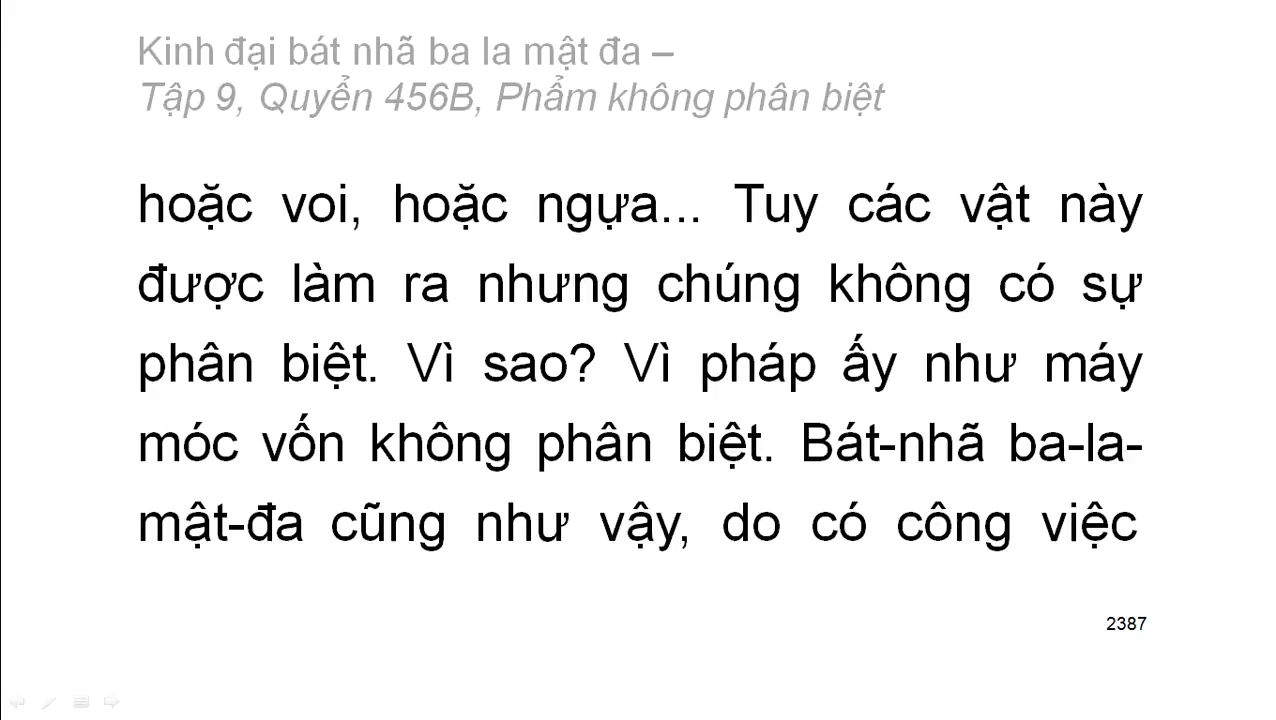 Kinh đại bát nhã ba la mật đa –
Tập 9, Quyển 456B, Phẩm không phân biệt
hoặc voi, hoặc ngựa... Tuy các vật này
được làm ra nhưng chúng không có sự
phân biệt. Vì sao? Vì pháp ấy như máy
móc vốn không phân biệt. Bát-nhã ba-la-
mật-đa cũng như vậy, do có công việc
2387